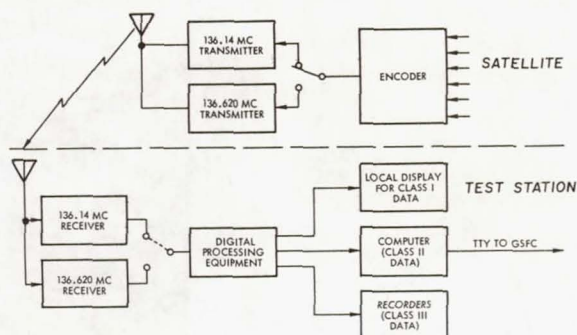 136.14 MC
TRANSMITTER
136.620 MC
TRANSMITTER
ENCODER
SATELLITE
136.14 MC
RECEIVER
136.620 MC
RECEIVER
DIGITAL
PROCESSING
EQUIPMENT
LOCAL DISPLAY
FOR CLASS I
DATA
TEST STATION
COMPUTER
(CLASS II
DATA)
TTY TO GSFC
RECORDERS
(CLASS III
DATA)